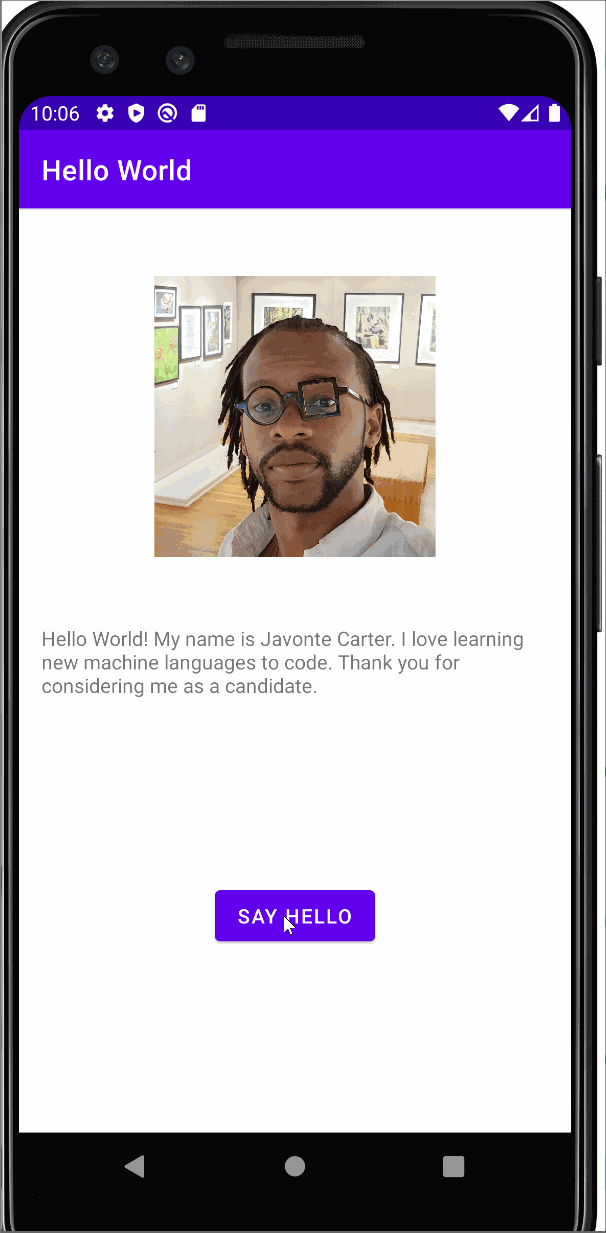 10:06
Hello World
Hello World! My name is Javonte Carter. I love learning
new machine languages to code. Thank you for
considering me as a candidate.
SAY HELLO